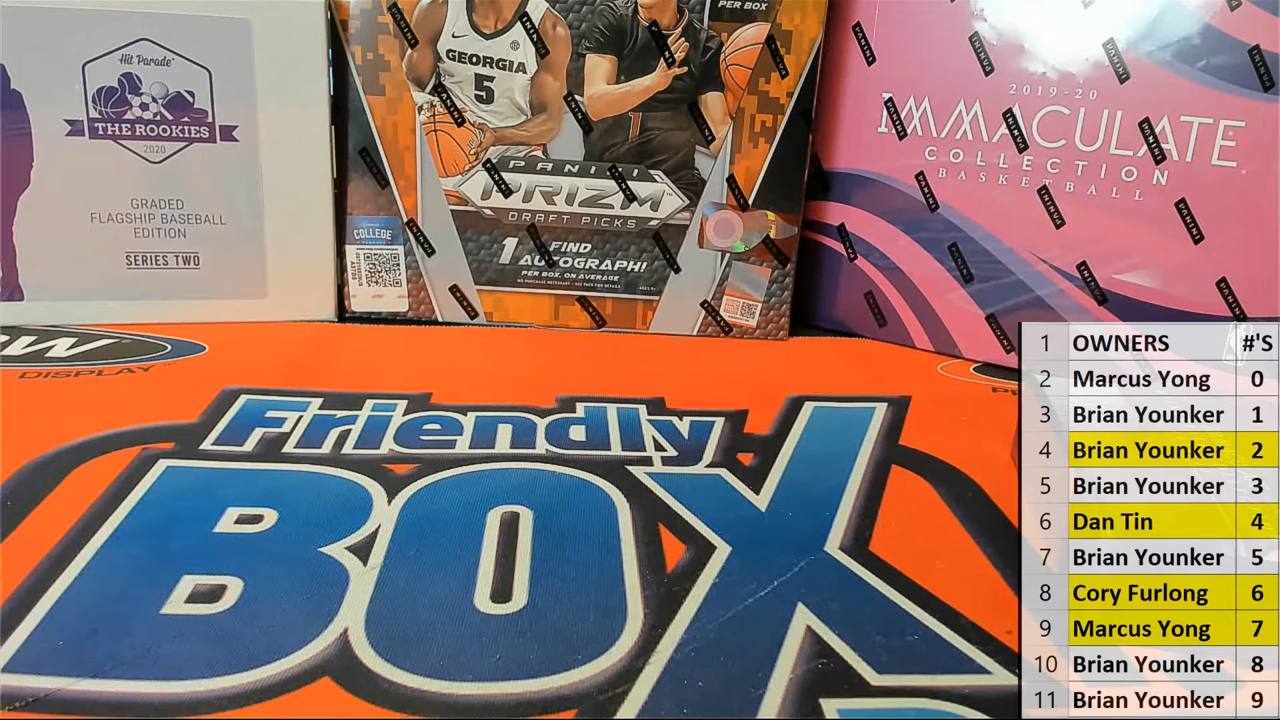 Hit Parade
THE ROOKIES
2020
GRADED
FLAGSHIP BASEBALL
EDITION
SERIES TWO
PER BOX
GEORGIA
5
1
PANINI
PRIZM
DRAFT PICKS
1 FIND
AUTOGRAPH!
PER BOX, ON AVERAGE
COLLEGE
PANINI
2019-20
IMMACULATE
COLLECTION
BASKETBALL
DISPLAY
Friendly
BOX
1 OWNERS #'S
2 Marcus Yong 0
3 Brian Younker 1
4 Brian Younker 2
5 Brian Younker 3
6 Dan Tin 4
7 Brian Younker 5
8 Cory Furlong 6
9 Marcus Yong 7
10 Brian Younker 8
11 Brian Younker 9